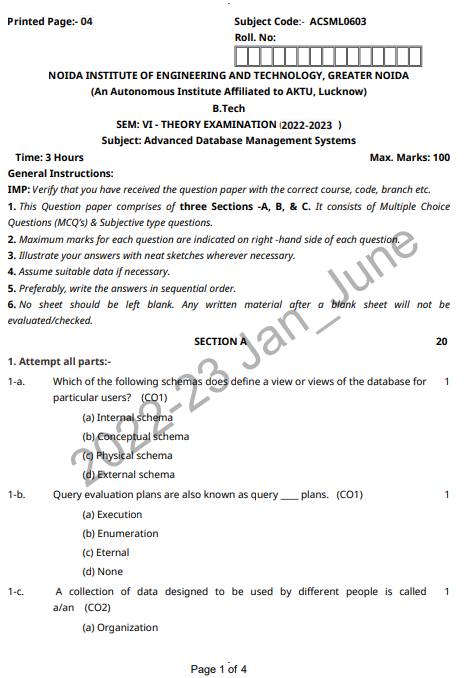 Printed Page:- 04 Subject Code:- ACSML0603
Roll. No:
NOIDA INSTITUTE OF ENGINEERING AND TECHNOLOGY, GREATER NOIDA
(An Autonomous Institute Affiliated to AKTU, Lucknow)
B.Tech
SEM: VI - THEORY EXAMINATION (2022-2023 )
Subject: Advanced Database Management Systems
Time: 3 Hours Max. Marks: 100
General Instructions:
IMP: Verify that you have received the question paper with the correct course, code, branch etc.
1. This Question paper comprises of three Sections -A, B, & C. It consists of Multiple Choice
Questions (MCQ's) & Subjective type questions.
2. Maximum marks for each question are indicated on right -hand side of each question.
3. Illustrate your answers with neat sketches wherever necessary.
4. Assume suitable data if necessary.
5. Preferably, write the answers in sequential order.
6. No sheet should be left blank. Any written material after a blank sheet will not be
evaluated/checked.
SECTION A 20
1. Attempt all parts:-
1-a. Which of the following schemas does define a view or views of the database for 1
particular users? (CO1)
(a) Internal schema
(b) Conceptual schema
(c) Physical schema
(d) External schema
1-b. Query evaluation plans are also known as query ____ plans. (CO1) 1
(a) Execution
(b) Enumeration
(c) Eternal
(d) None
1-c. A collection of data designed to be used by different people is called 1
a/an (CO2)
(a) Organization
Page 1 of 4
2022-23 Jan_June